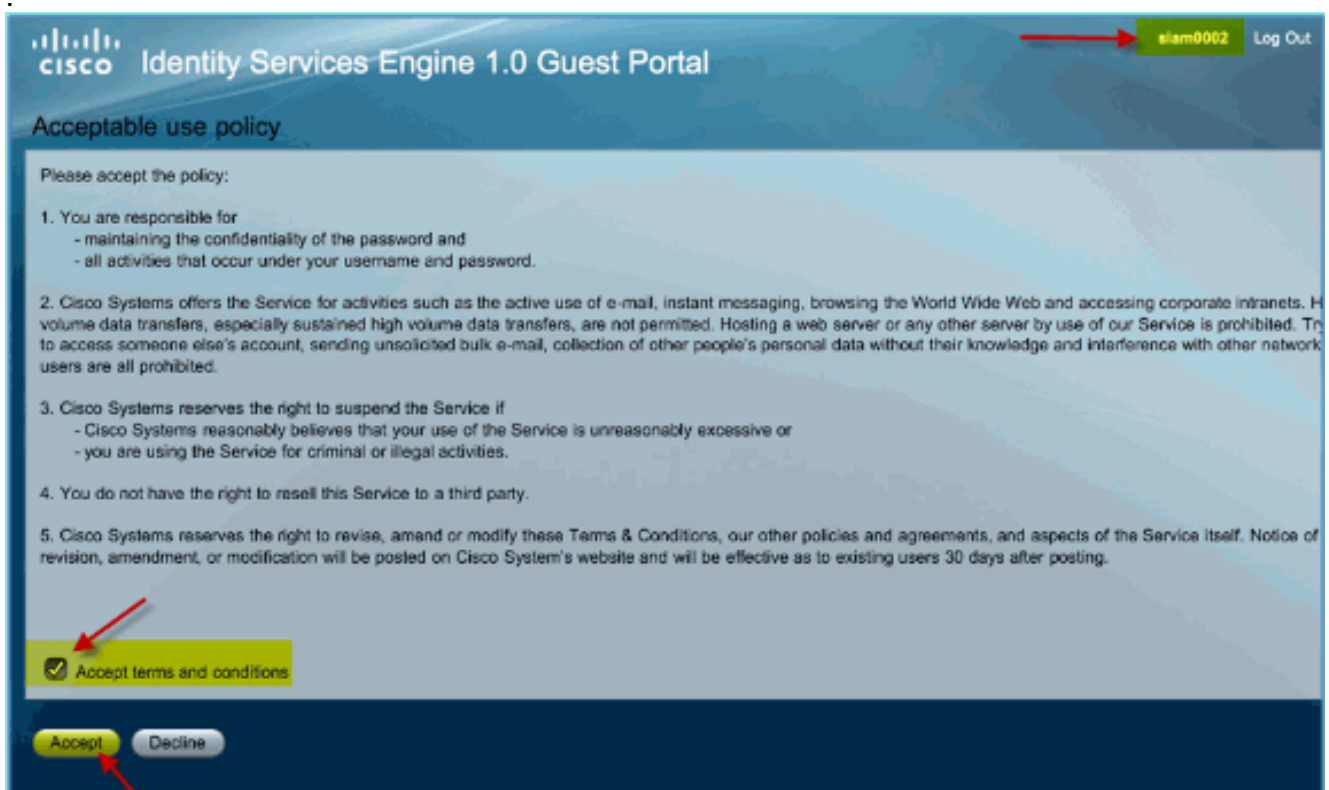 .
slam0002 Log Out
CISCO Identity Services Engine 1.0 Guest Portal
Acceptable use policy
Please accept the policy:
1. You are responsible for
- maintaining the confidentiality of the password and
- all activities that occur under your username and password.
2. Cisco Systems offers the Service for activities such as the active use of e-mail, instant messaging, browsing the World Wide Web and accessing corporate intranets. H
volume data transfers, especially sustained high volume data transfers, are not permitted. Hosting a web server or any other server by use of our Service is prohibited. Try
to access someone else's account, sending unsolicited bulk e-mail, collection of other people's personal data without their knowledge and interference with other network
users are all prohibited.
3. Cisco Systems reserves the right to suspend the Service if
- Cisco Systems reasonably believes that your use of the Service is unreasonably excessive or
- you are using the Service for criminal or illegal activities.
4. You do not have the right to resell this Service to a third party.
5. Cisco Systems reserves the right to revise, amend or modify these Terms & Conditions, our other policies and agreements, and aspects of the Service itself. Notice of
revision, amendment, or modification will be posted on Cisco System's website and will be effective as to existing users 30 days after posting.
Accept terms and conditions
Accept Decline